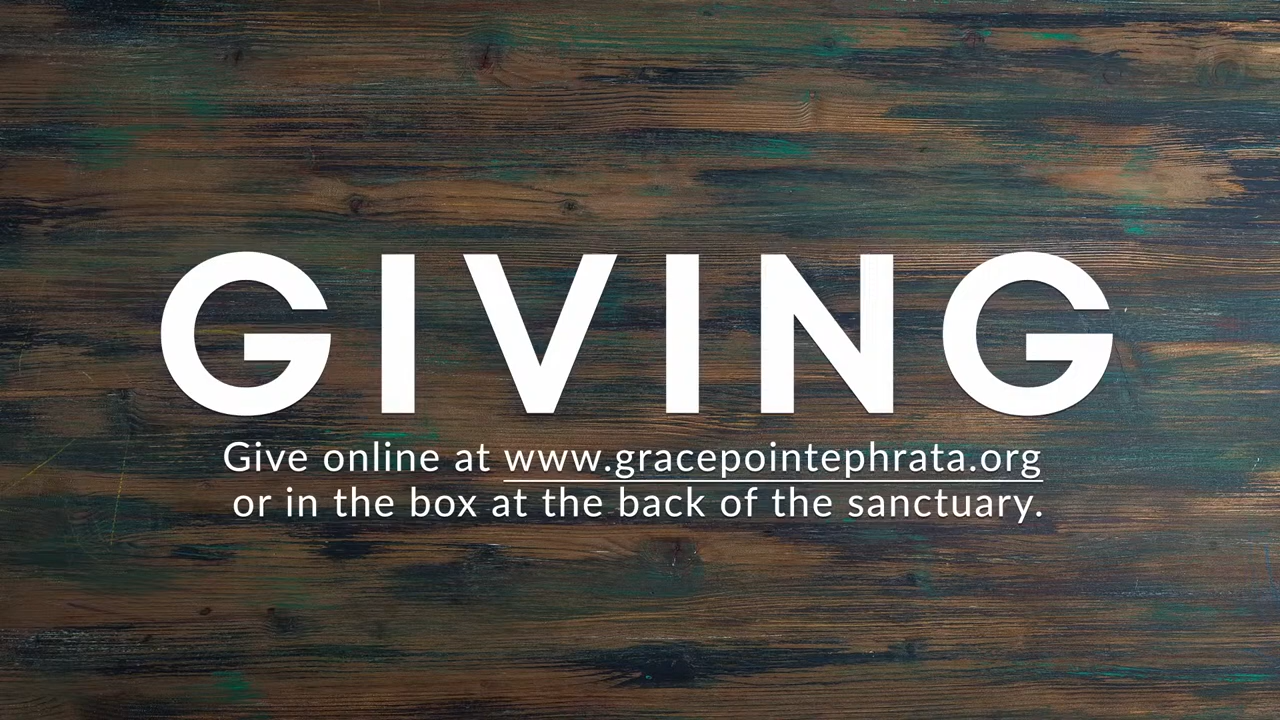 GIVING
Give online at www.gracepointephrata.org
or in the box at the back of the sanctuary.